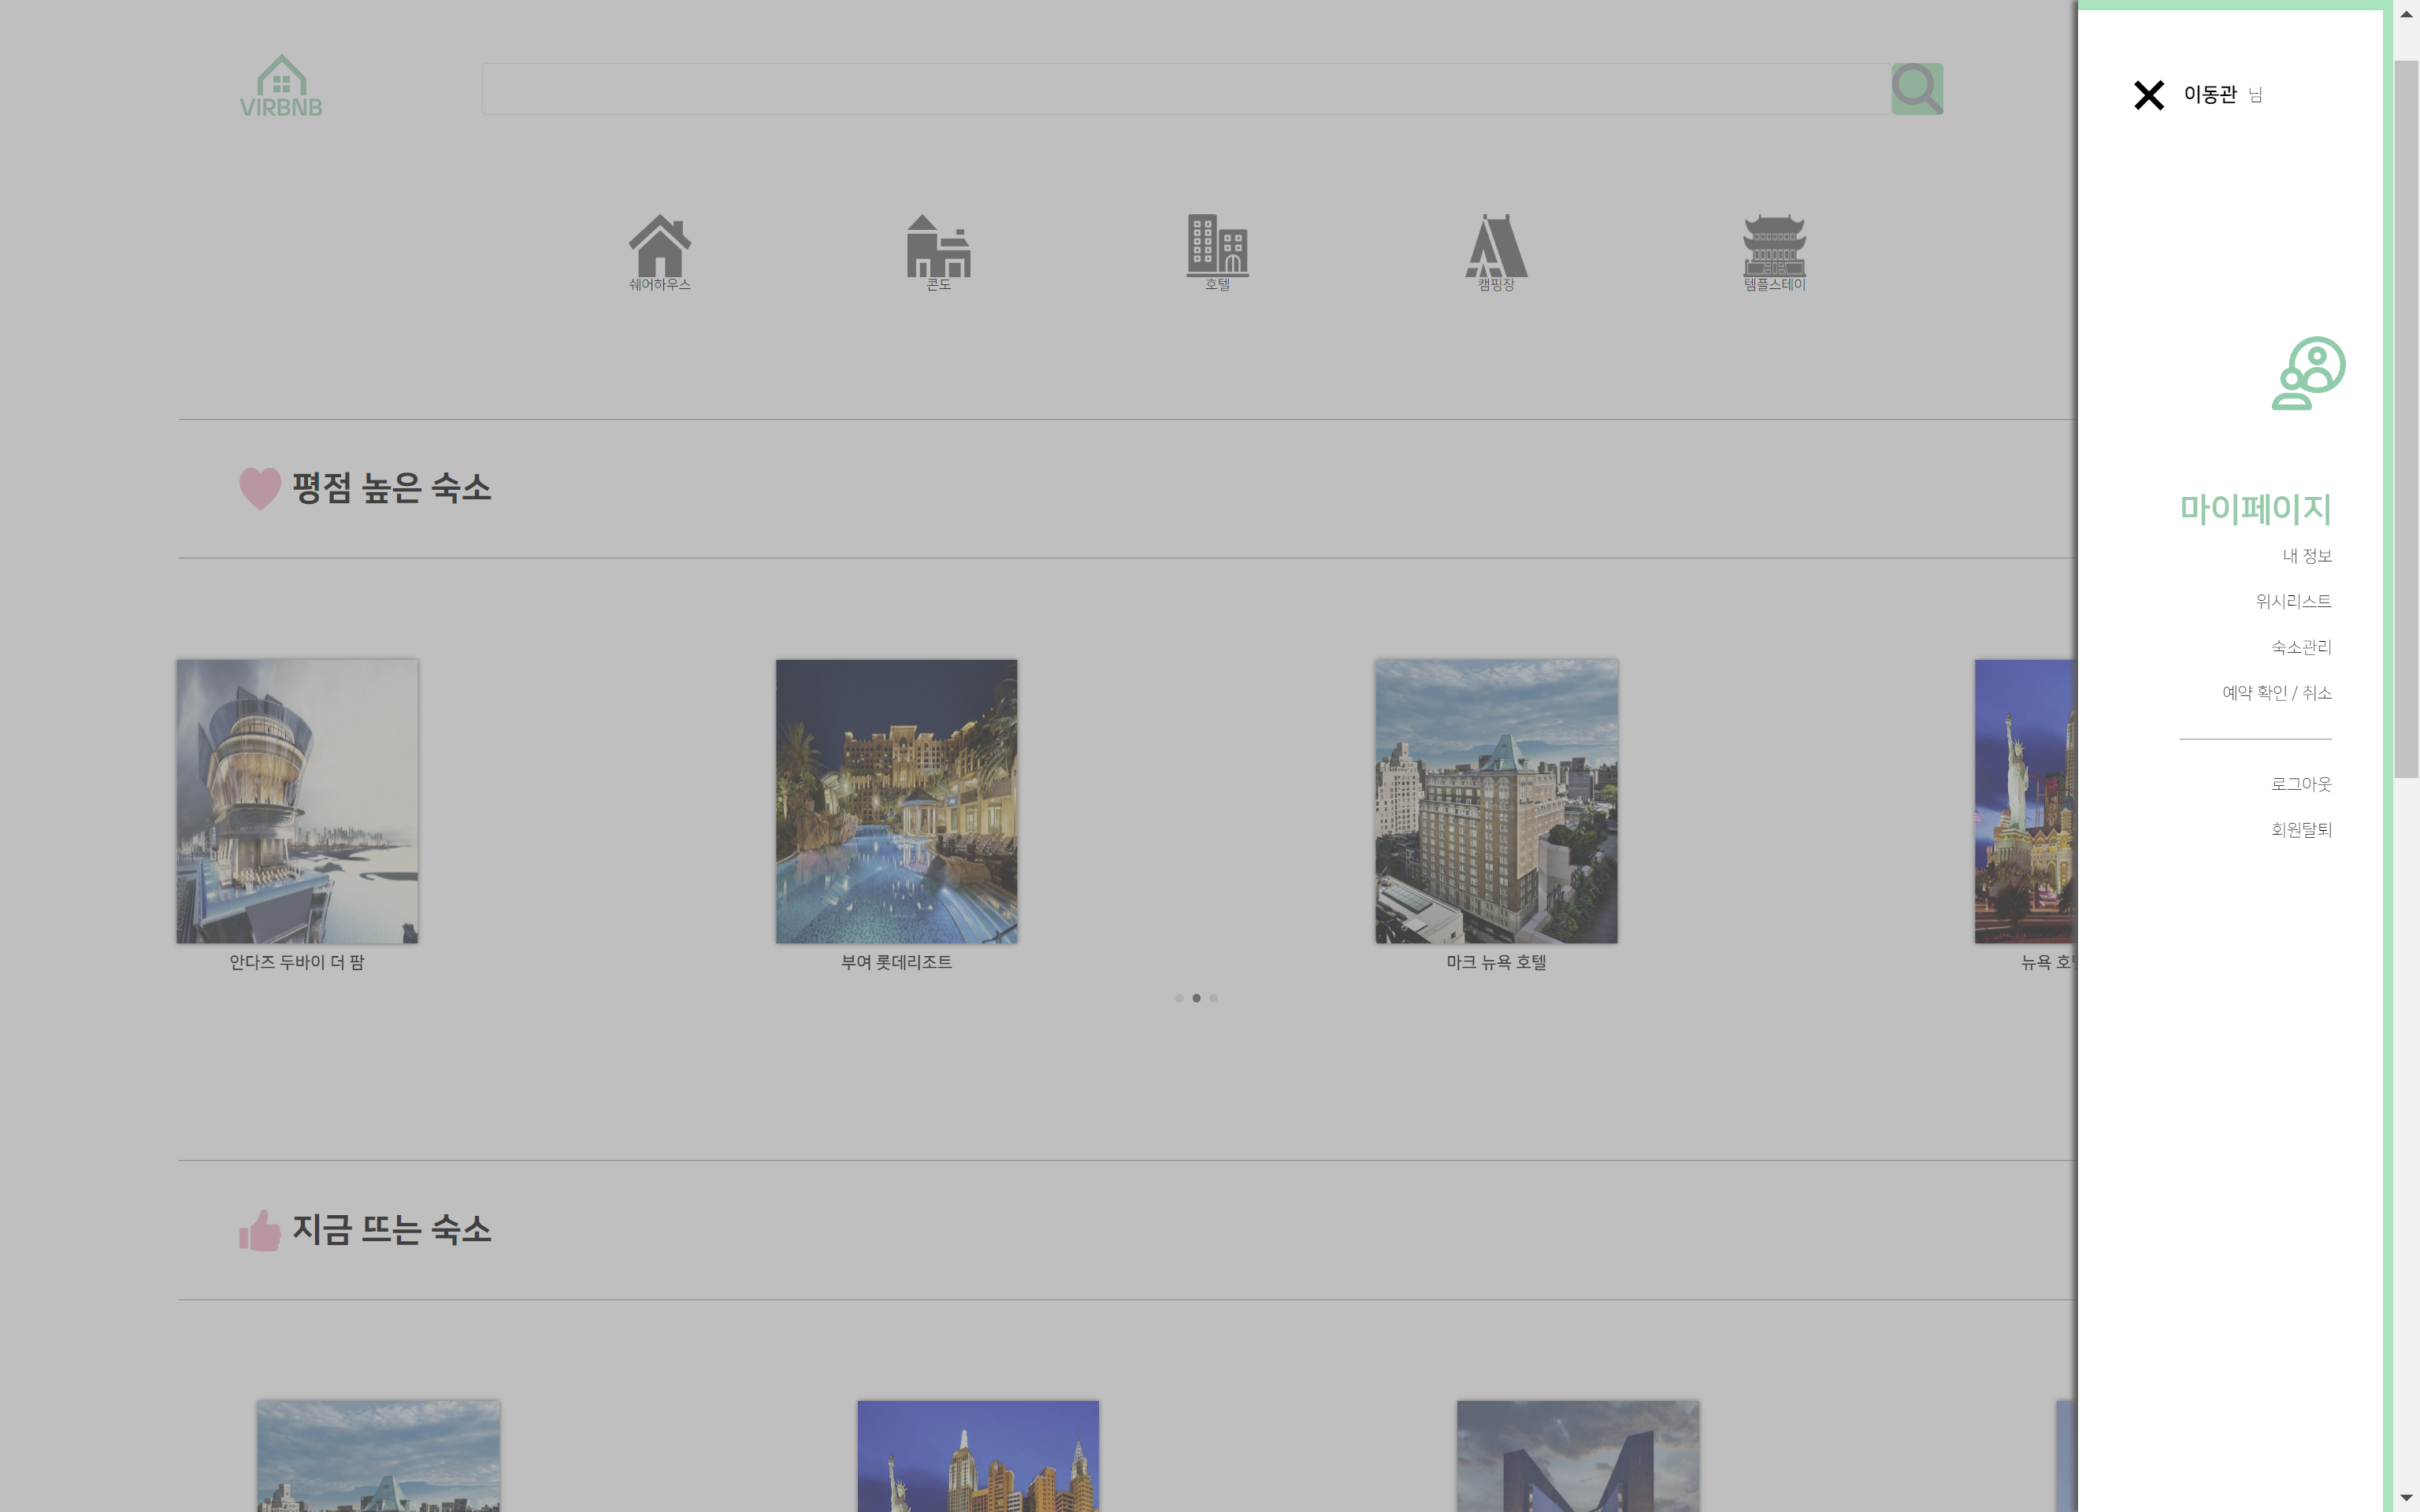 VIRBNB
쉐어하우스
콘도
호텔
캠핑장
템플스테이
평점 높은 숙소
안다즈 두바이 더 팜
부여 롯데리조트
마크 뉴욕 호텔
뉴욕
지금 뜨는 숙소
이동관 님
마이페이지
내 정보
위시리스트
숙소관리
예약 확인 / 취소
로그아웃
회원탈퇴